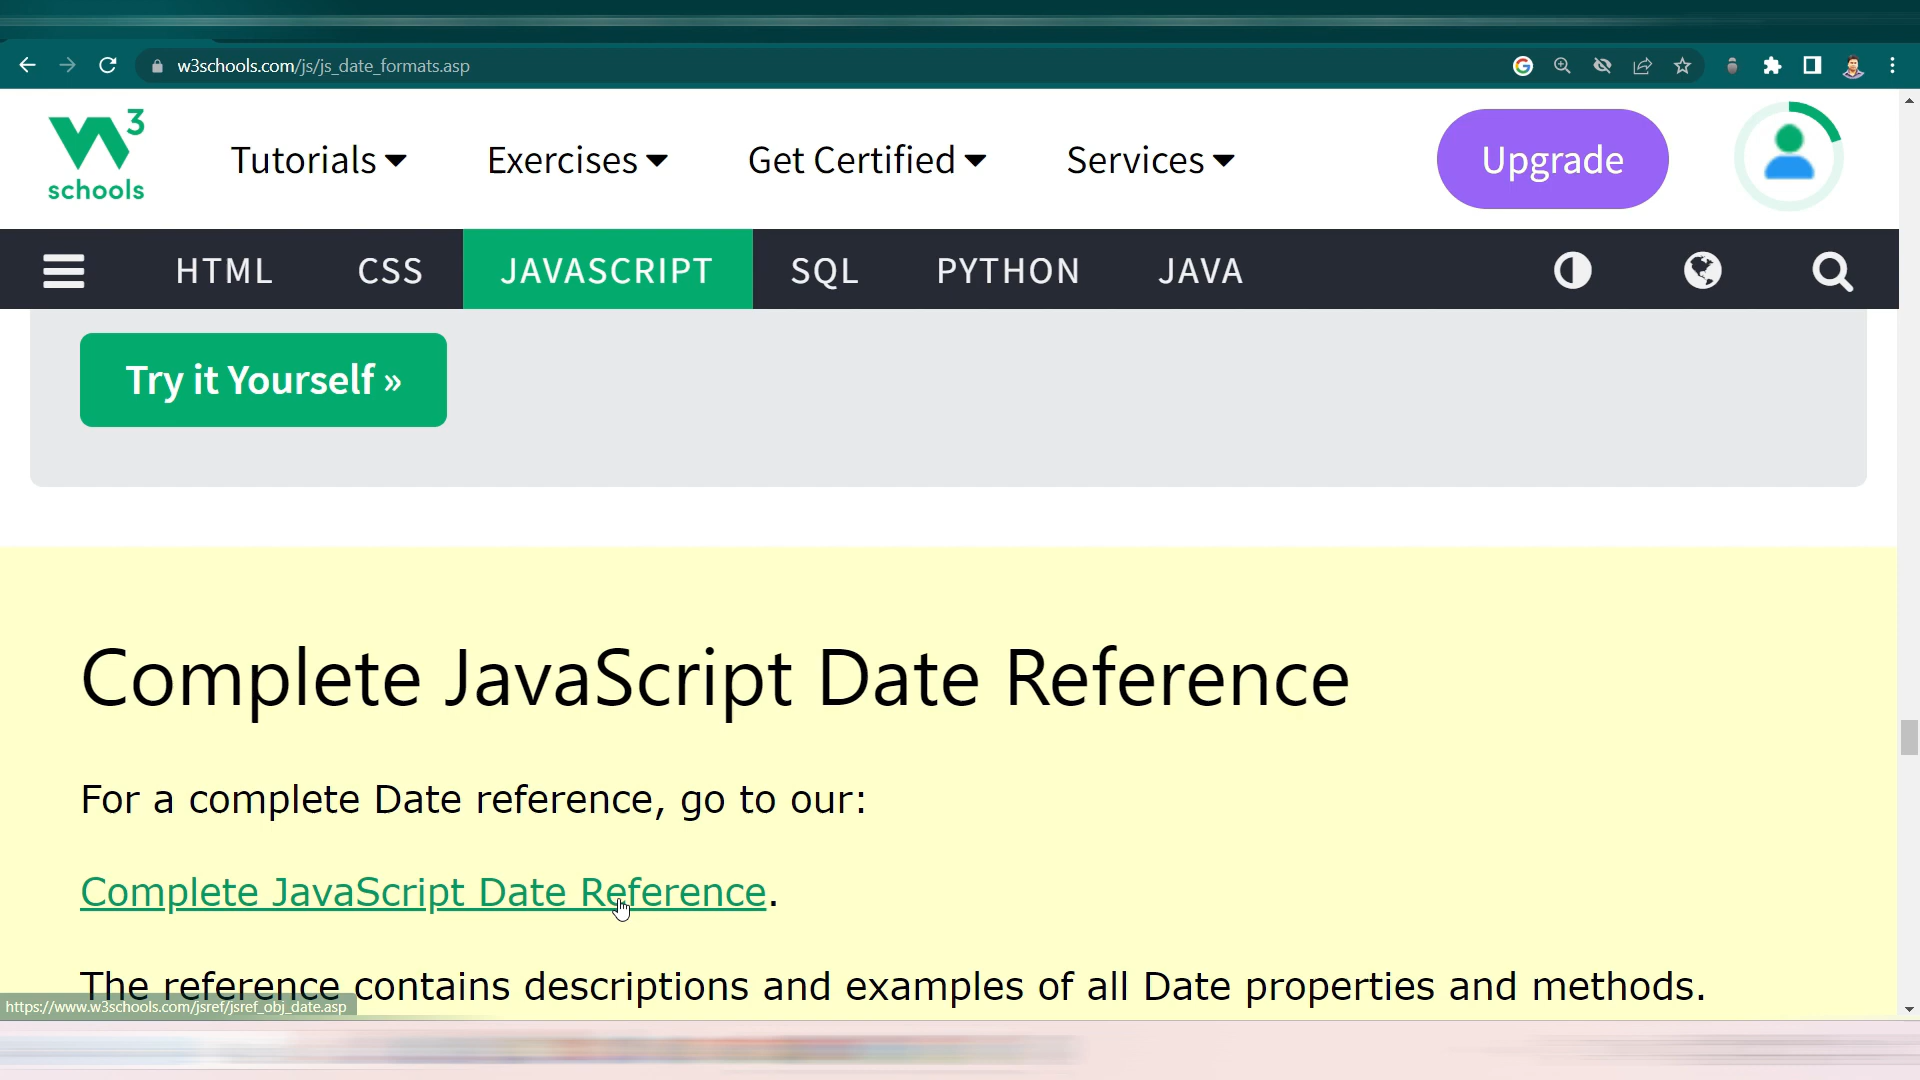 w3schools.com/js/js_date_formats.asp
W3 schools
Tutorials Exercises Get Certified Services Upgrade
HTML CSS JAVASCRIPT SQL PYTHON JAVA
Try it Yourself »
Complete JavaScript Date Reference
For a complete Date reference, go to our:
Complete JavaScript Date Reference.
The reference contains descriptions and examples of all Date properties and methods.
https://www.w3schools.com/jsref/jsref_obj_date.asp